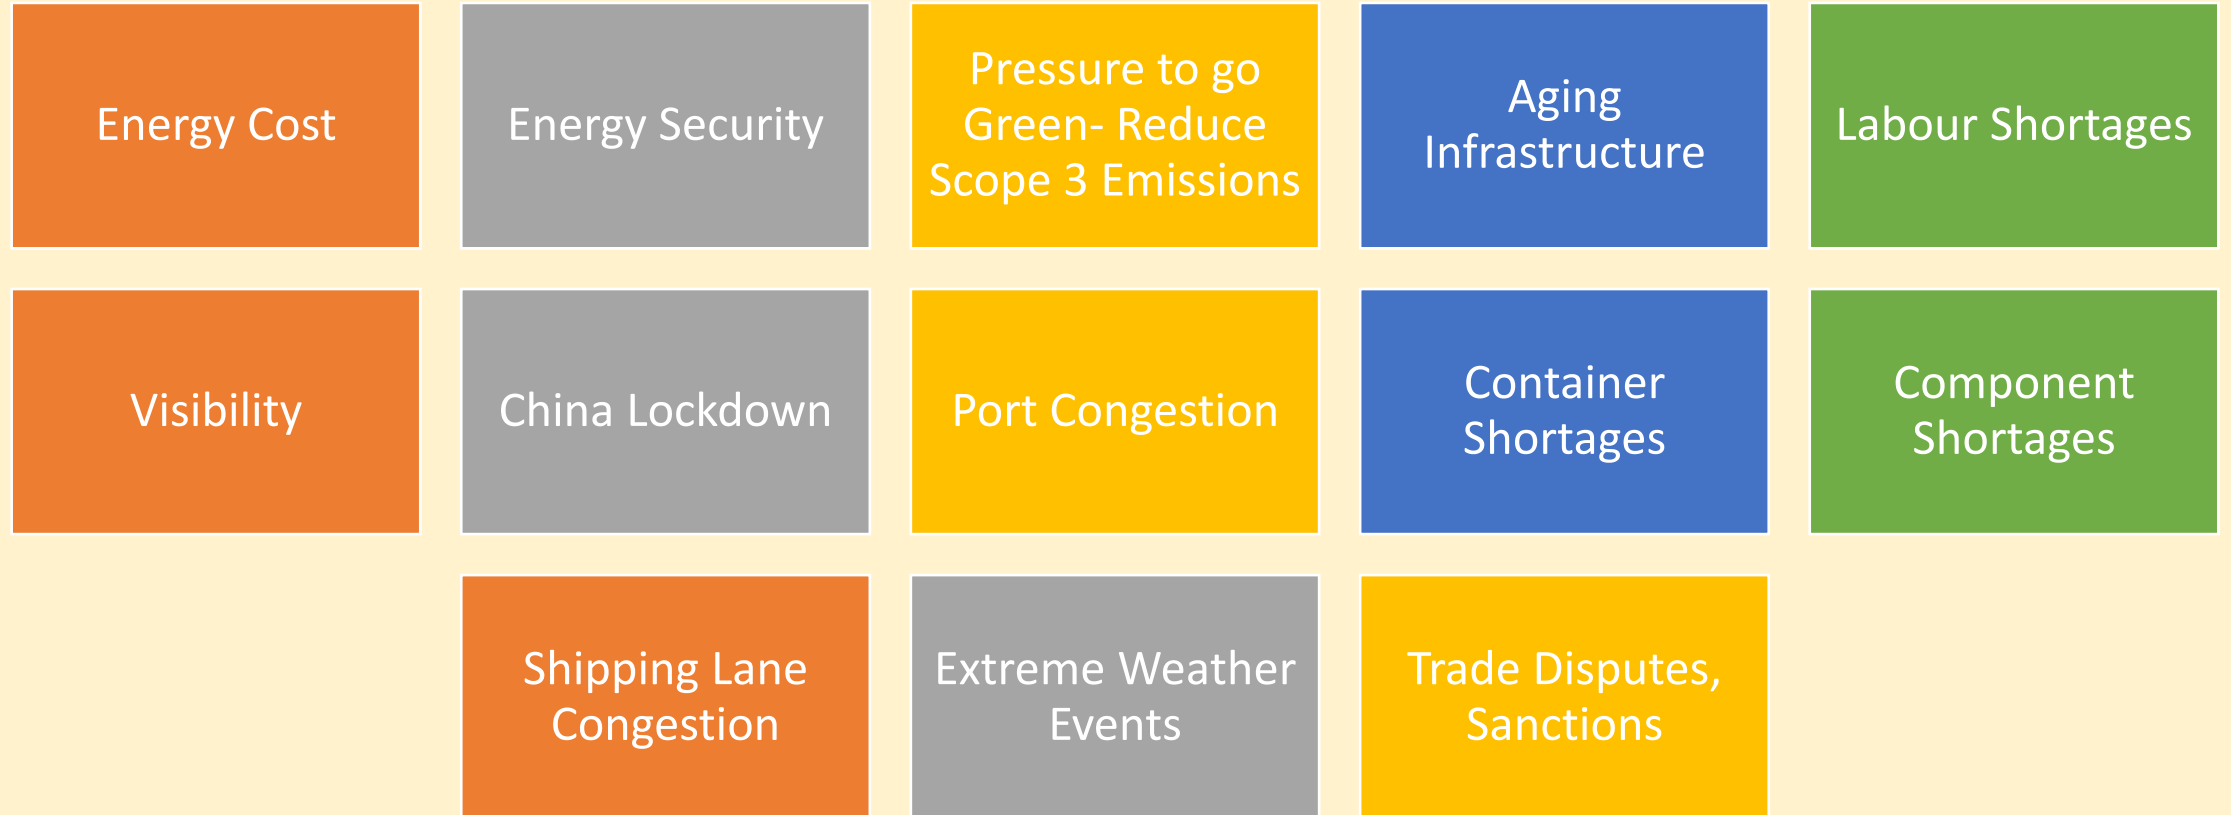 Energy Cost
Energy Security
Pressure to go
Green- Reduce
Scope 3 Emissions
Aging
Infrastructure
Labour Shortages
Visibility
China Lockdown
Port Congestion
Container
Shortages
Component
Shortages
Shipping Lane
Congestion
Extreme Weather
Events
Trade Disputes,
Sanctions